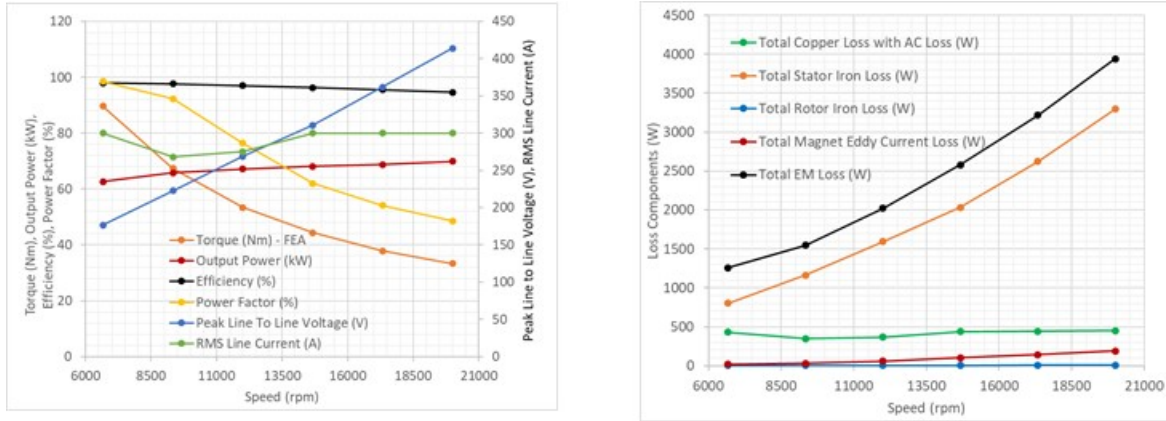 120
100
80
60
40
20
0
450
400
350
300
250
200
150
100
50
0
6000 8500 11000 13500 16000 18500 21000
Speed (rpm)
Torque (Nm), Output Power (kW),
Efficiency (%), Power Factor (%)
Peak Line to Line Voltage (V), RMS Line Current (A)
Torque (Nm) - FEA
Output Power (kW)
Efficiency (%)
Power Factor (%)
Peak Line To Line Voltage (V)
RMS Line Current (A)
4500
4000
3500
3000
2500
2000
1500
1000
500
0
6000 8500 11000 13500 16000 18500 21000
Speed (rpm)
Loss Components (W)
Total Copper Loss with AC Loss (W)
Total Stator Iron Loss (W)
Total Rotor Iron Loss (W)
Total Magnet Eddy Current Loss (W)
Total EM Loss (W)